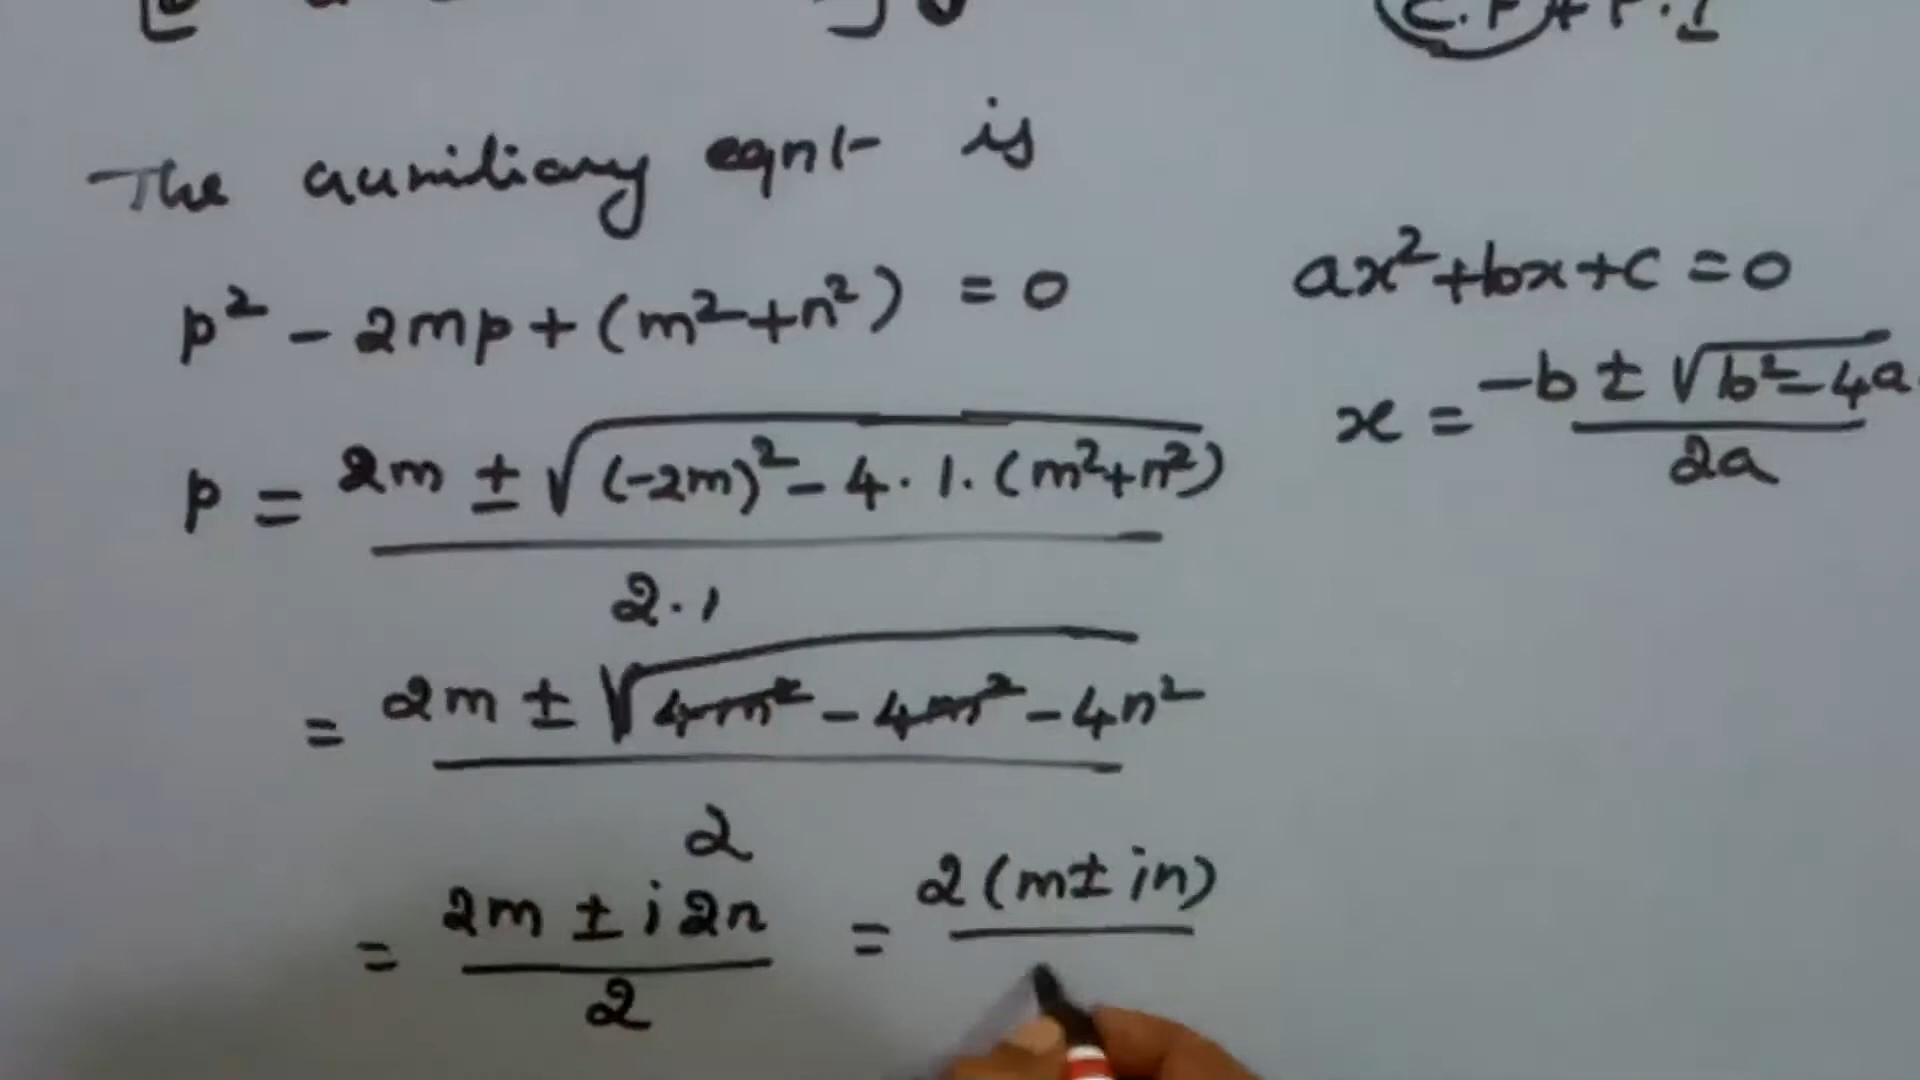 The auxiliary eqnt is
p² - 2mp + (m²+n²) = 0
p = 2m ± √(-2m)² - 4 · 1 · (m²+n²)
2 · 1
= 2m ± √4m² - 4m² - 4n²
2
= 2m ± i2n / 2 = 2(m ± in)
ax² + bx + c = 0
x = -b ± √b² - 4a
2a